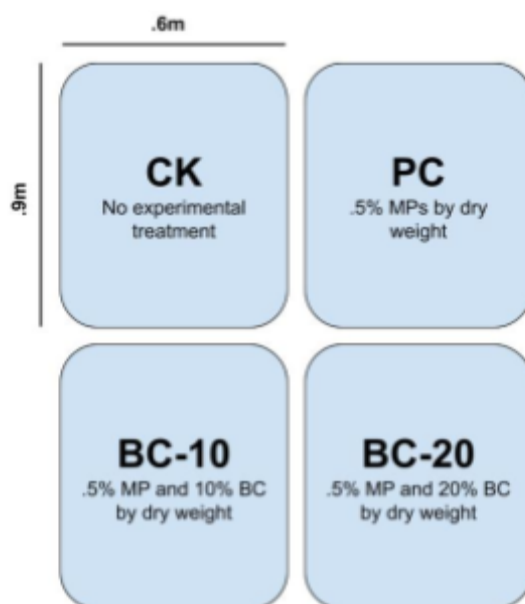 .6m
.9m
CK
No experimental
treatment
PC
.5% MPs by dry
weight
BC-10
.5% MP and 10% BC
by dry weight
BC-20
.5% MP and 20% BC
by dry weight